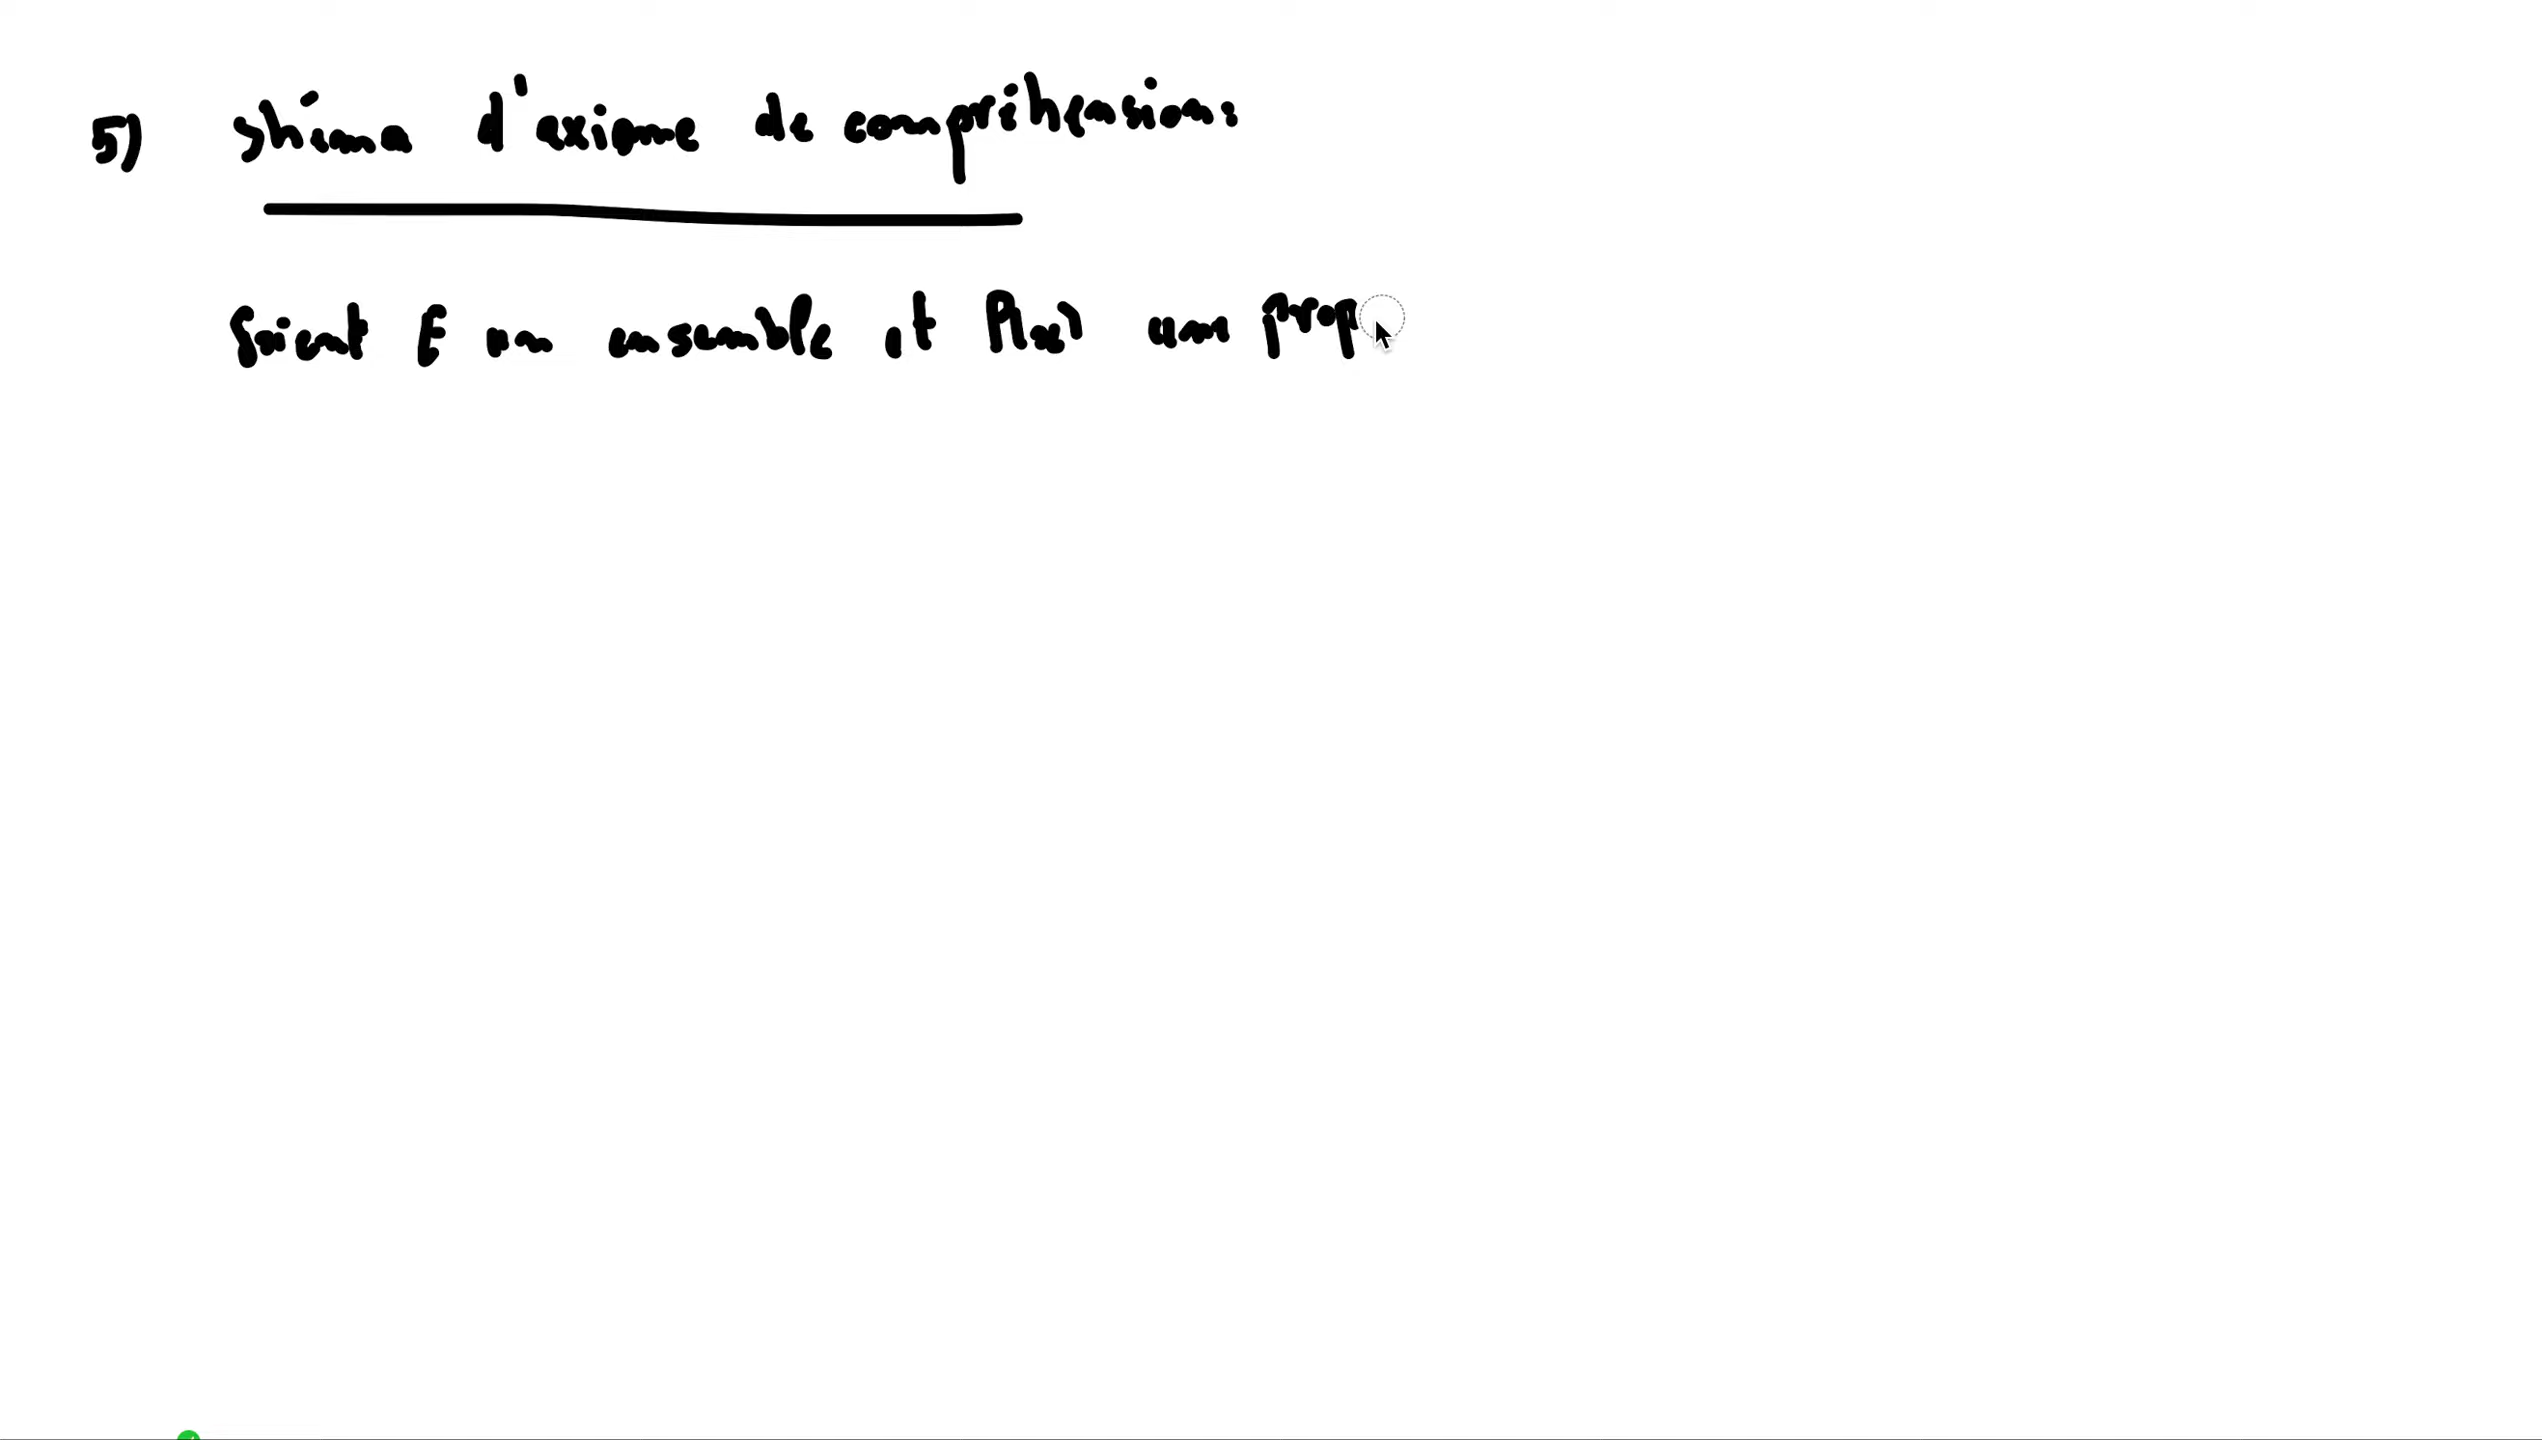 5) shéma d'axiome de compréhension:
Soient E un ensemble et P(x) une prop